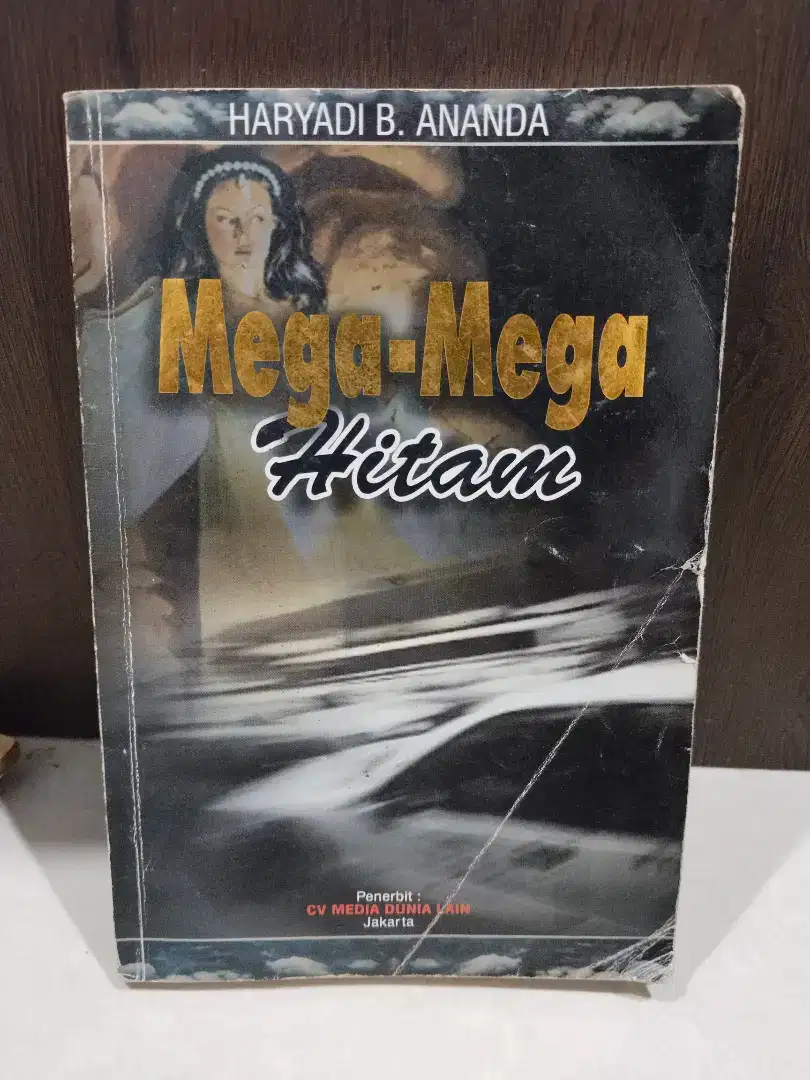 HARYADI B. ANANDA
Mega-Mega
Hitam
Penerbit :
CV MEDIA DUNIA LAIN
Jakarta